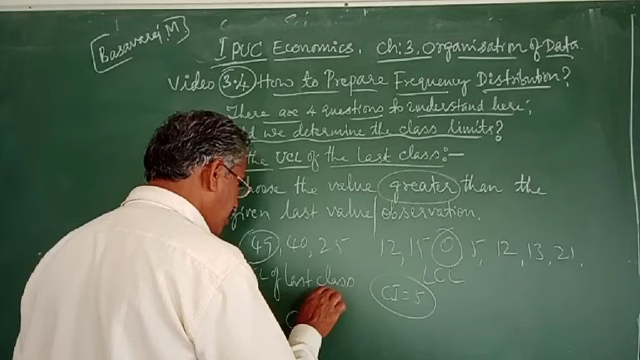 Basavaraj M
I PUC Economics. Ch:3. Organisation of Data.
Video 3.4 How to Prepare Frequency Distribution?
There are 4 questions to understand here;
we determine the class limits?
the UCL of the Last class:-
the value greater than the
given last value/observation.
45, 40, 25 12, 15 0 5, 12, 13, 21,
of last class LCL
CI = 5